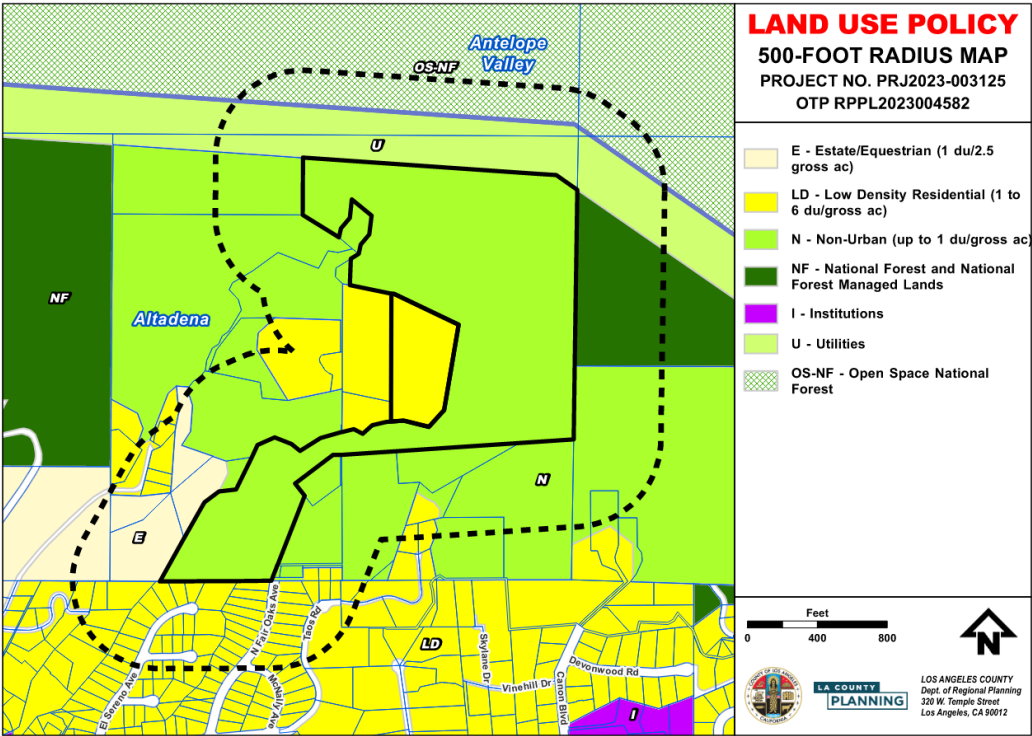 LAND USE POLICY
500-FOOT RADIUS MAP
PROJECT NO. PRJ2023-003125
OTP RPPL2023004582
E - Estate/Equestrian (1 du/2.5
gross ac)
LD - Low Density Residential (1 to
6 du/gross ac)
N - Non-Urban (up to 1 du/gross ac)
NF - National Forest and National
Forest Managed Lands
I - Institutions
U - Utilities
OS-NF - Open Space National
Forest
Antelope
Valley
OS-NF
U
NF
Altadena
N
E
LD
I
El Sereno Ave
N Fair Oaks Ave
McNally Ave
Taos Rd
Skylane Dr
Vinehill Dr
Canon Blvd
Devonwood Rd
Feet
0 400 800
N
COUNTY OF LOS ANGELES
CALIFORNIA
LA COUNTY
PLANNING
LOS ANGELES COUNTY
Dept. of Regional Planning
320 W. Temple Street
Los Angeles, CA 90012